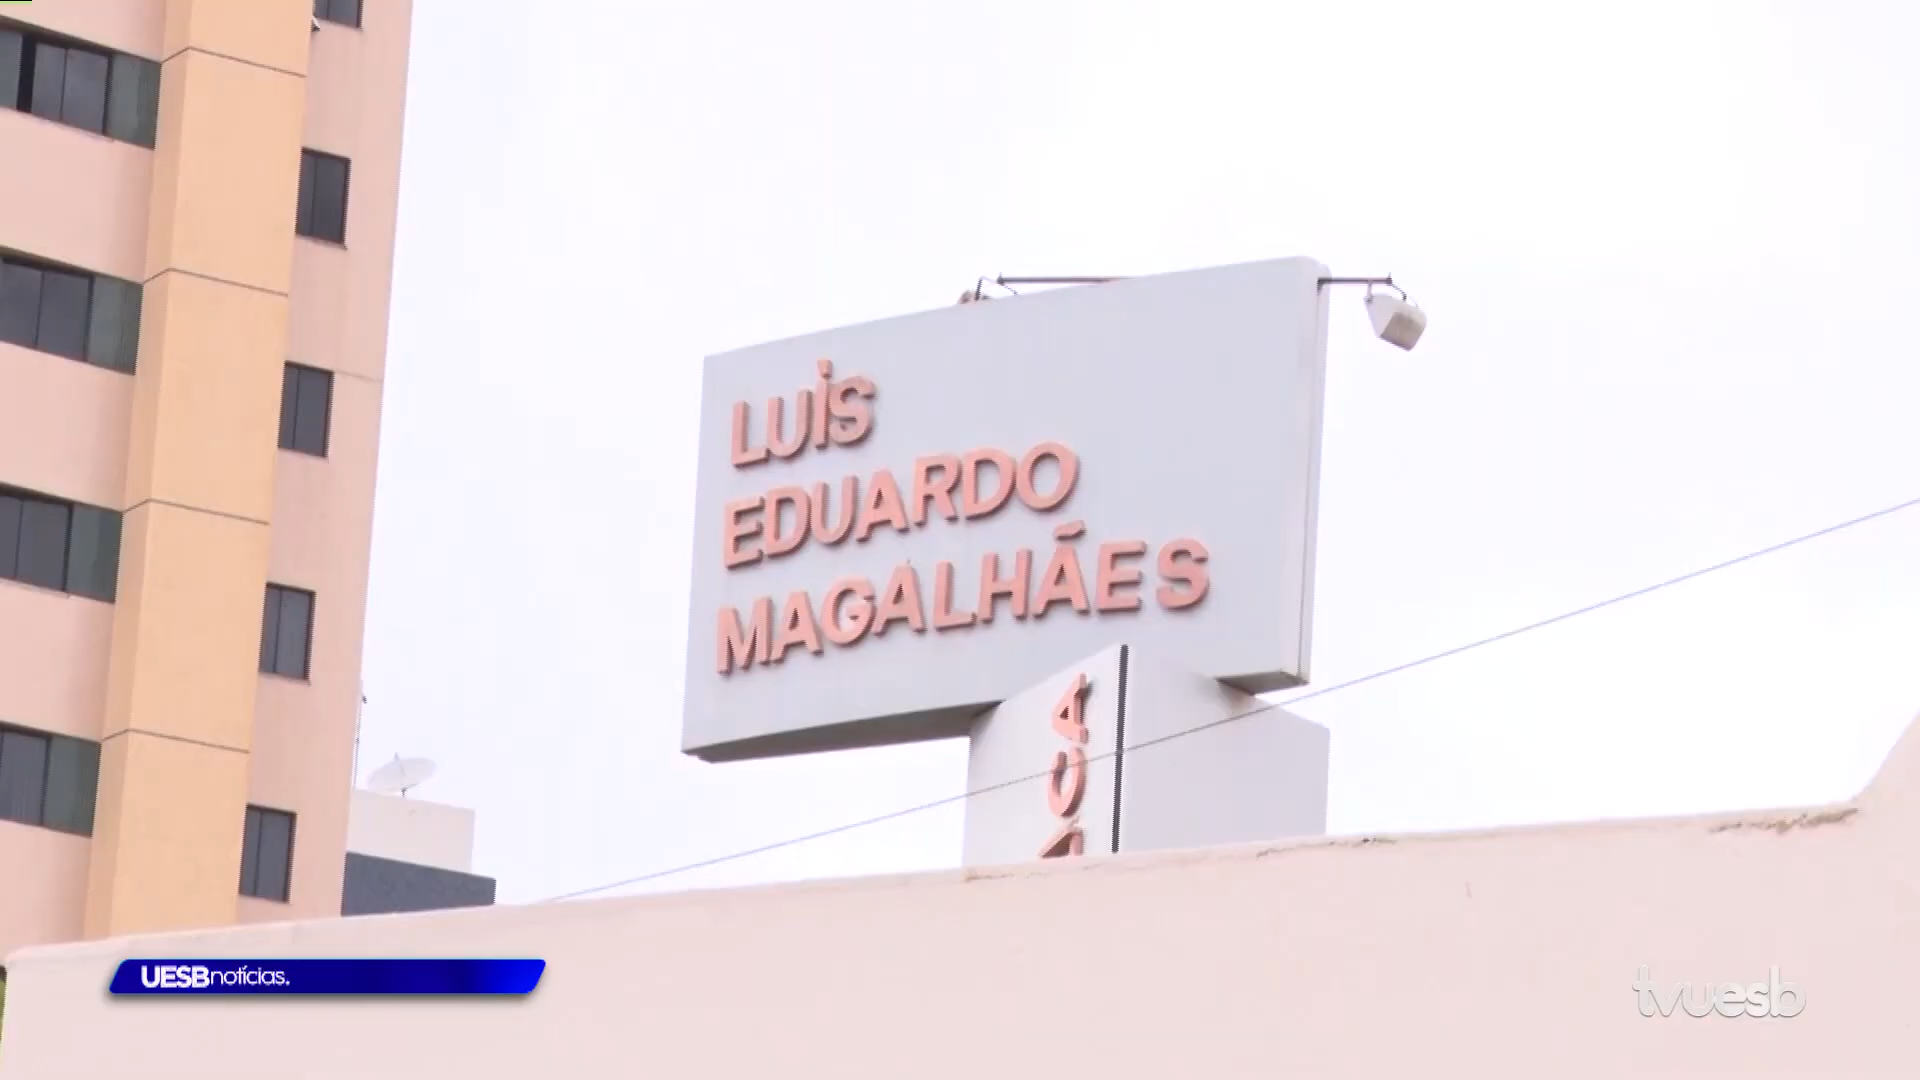 LUÍS
EDUARDO
MAGALHÃES
UESBnotícias.
tvuesb